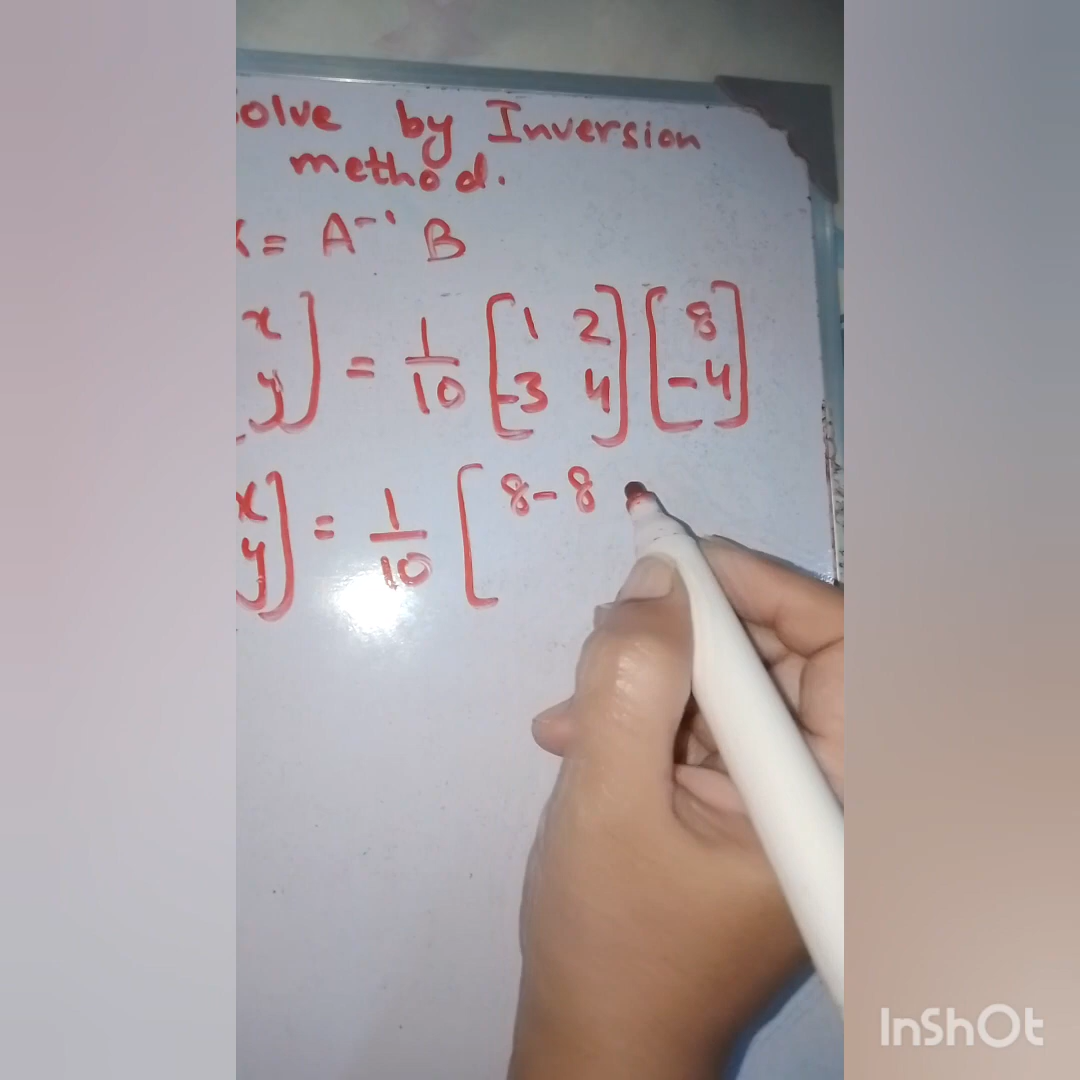 olve by Inversion
method.
= A⁻¹ B
[x y] = 1/10 [1 2 -3 4] [8 -4]
[x y] = 1/10 [8-8
InShOt